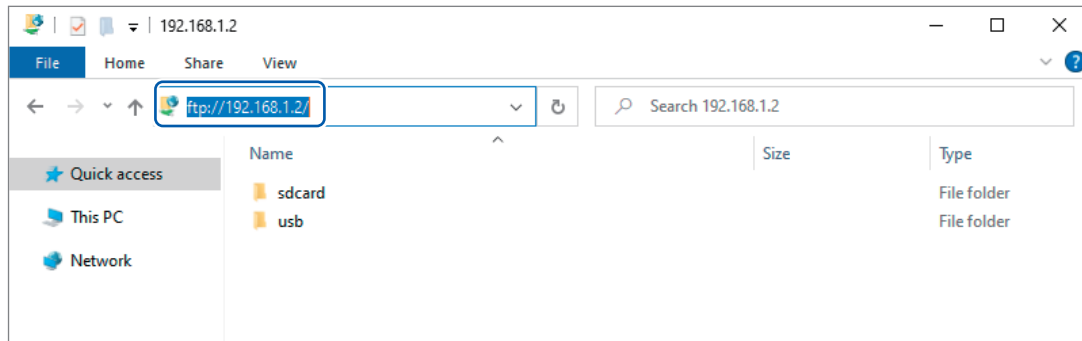 192.168.1.2
File Home Share View ?
ftp://192.168.1.2/ Search 192.168.1.2
Name Size Type
Quick access
sdcard File folder
This PC
usb File folder
Network